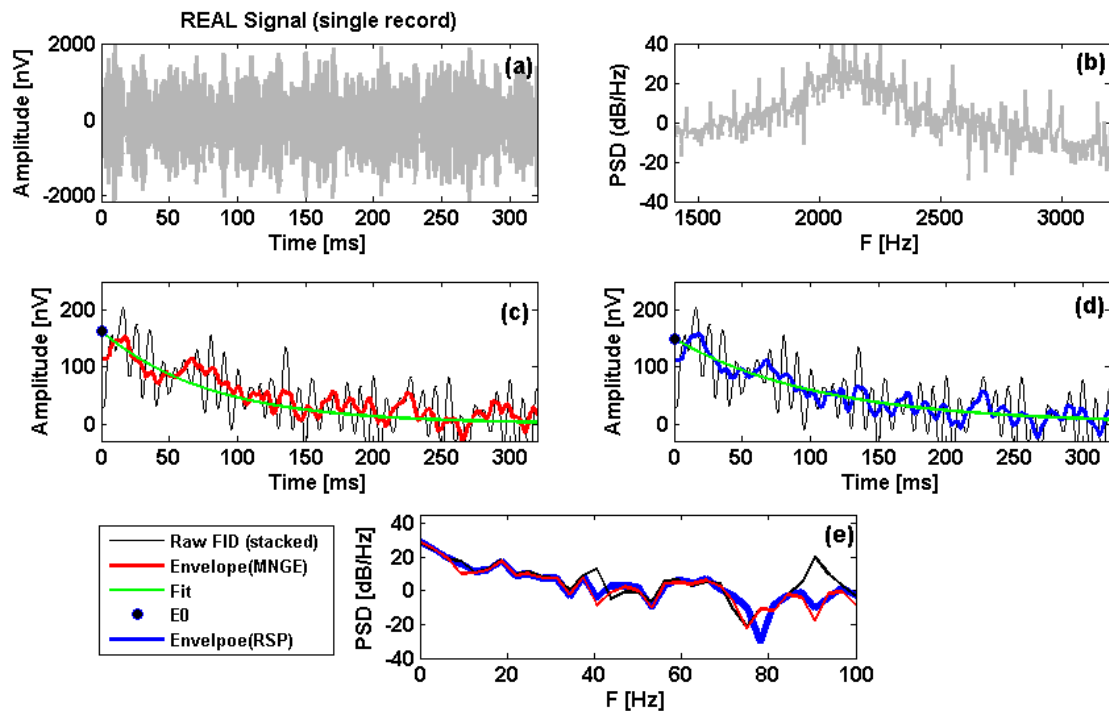 REAL Signal (single record)
2000
0
-2000
Amplitude [nV]
(a)
0 50 100 150 200 250 300
Time [ms]
40
20
0
-20
-40
PSD (dB/Hz)
(b)
1500 2000 2500 3000
F [Hz]
200
100
0
Amplitude [nV]
(c)
0 50 100 150 200 250 300
Time [ms]
200
100
0
Amplitude [nV]
(d)
0 50 100 150 200 250 300
Time [ms]
Raw FID (stacked)
Envelope(MNGE)
Fit
E0
Envelpoe(RSP)
40
20
0
-20
-40
PSD [dB/Hz]
(e)
0 20 40 60 80 100
F [Hz]